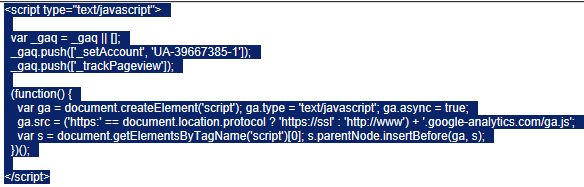 <script type="text/javascript">
var _gaq = _gaq || [];
_gaq.push(['_setAccount', 'UA-39667385-1']);
_gaq.push(['_trackPageview']);
(function() {
var ga = document.createElement('script'); ga.type = 'text/javascript'; ga.async = true;
ga.src = ('https:' == document.location.protocol ? 'https://ssl' : 'http://www') + '.google-analytics.com/ga.js';
var s = document.getElementsByTagName('script')[0]; s.parentNode.insertBefore(ga, s);
})();
</script>